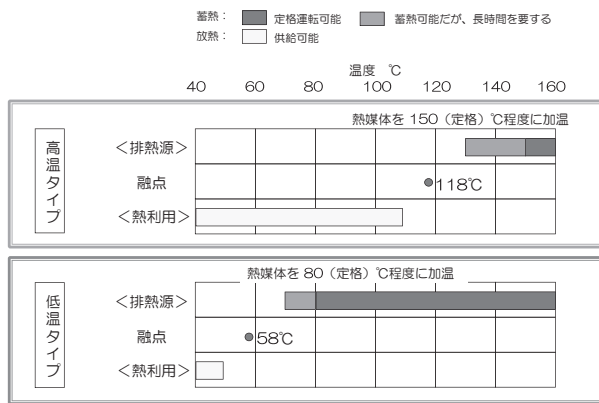 蓄熱： 定格運転可能 蓄熱可能だが、長時間を要する
放熱： 供給可能
温度 ℃
40 60 80 100 120 140 160
熱媒体を 150（定格）℃程度に加温
高温タイプ
＜排熱源＞
融点 118℃
＜熱利用＞
熱媒体を 80（定格）℃程度に加温
低温タイプ
＜排熱源＞
融点 58℃
＜熱利用＞